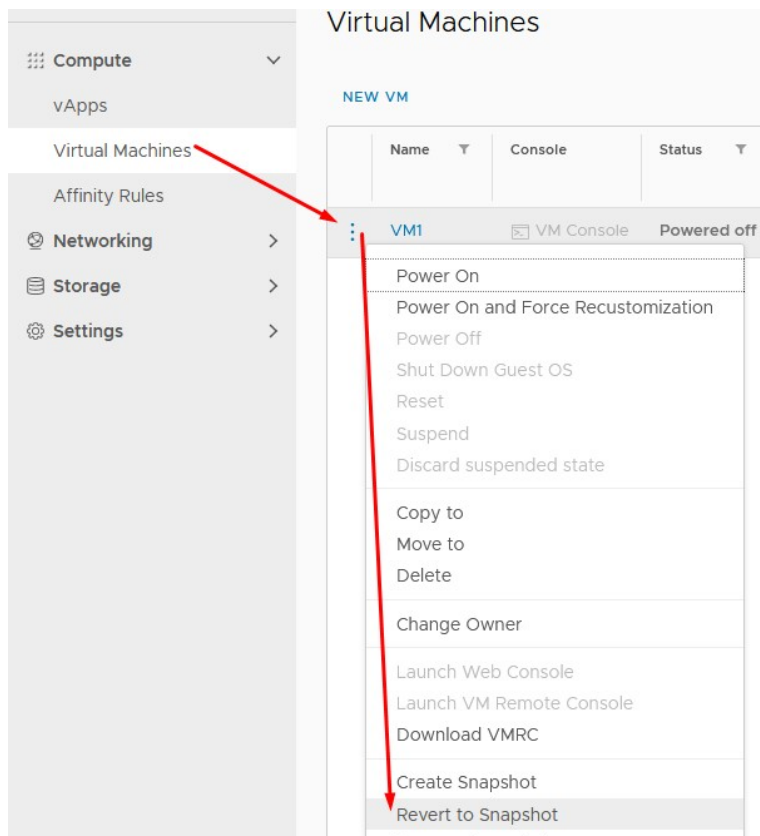 Compute
vApps
Virtual Machines
Affinity Rules
Networking
Storage
Settings
Virtual Machines
NEW VM
Name Console Status
VM1 VM Console Powered off
Power On
Power On and Force Recustomization
Power Off
Shut Down Guest OS
Reset
Suspend
Discard suspended state
Copy to
Move to
Delete
Change Owner
Launch Web Console
Launch VM Remote Console
Download VMRC
Create Snapshot
Revert to Snapshot